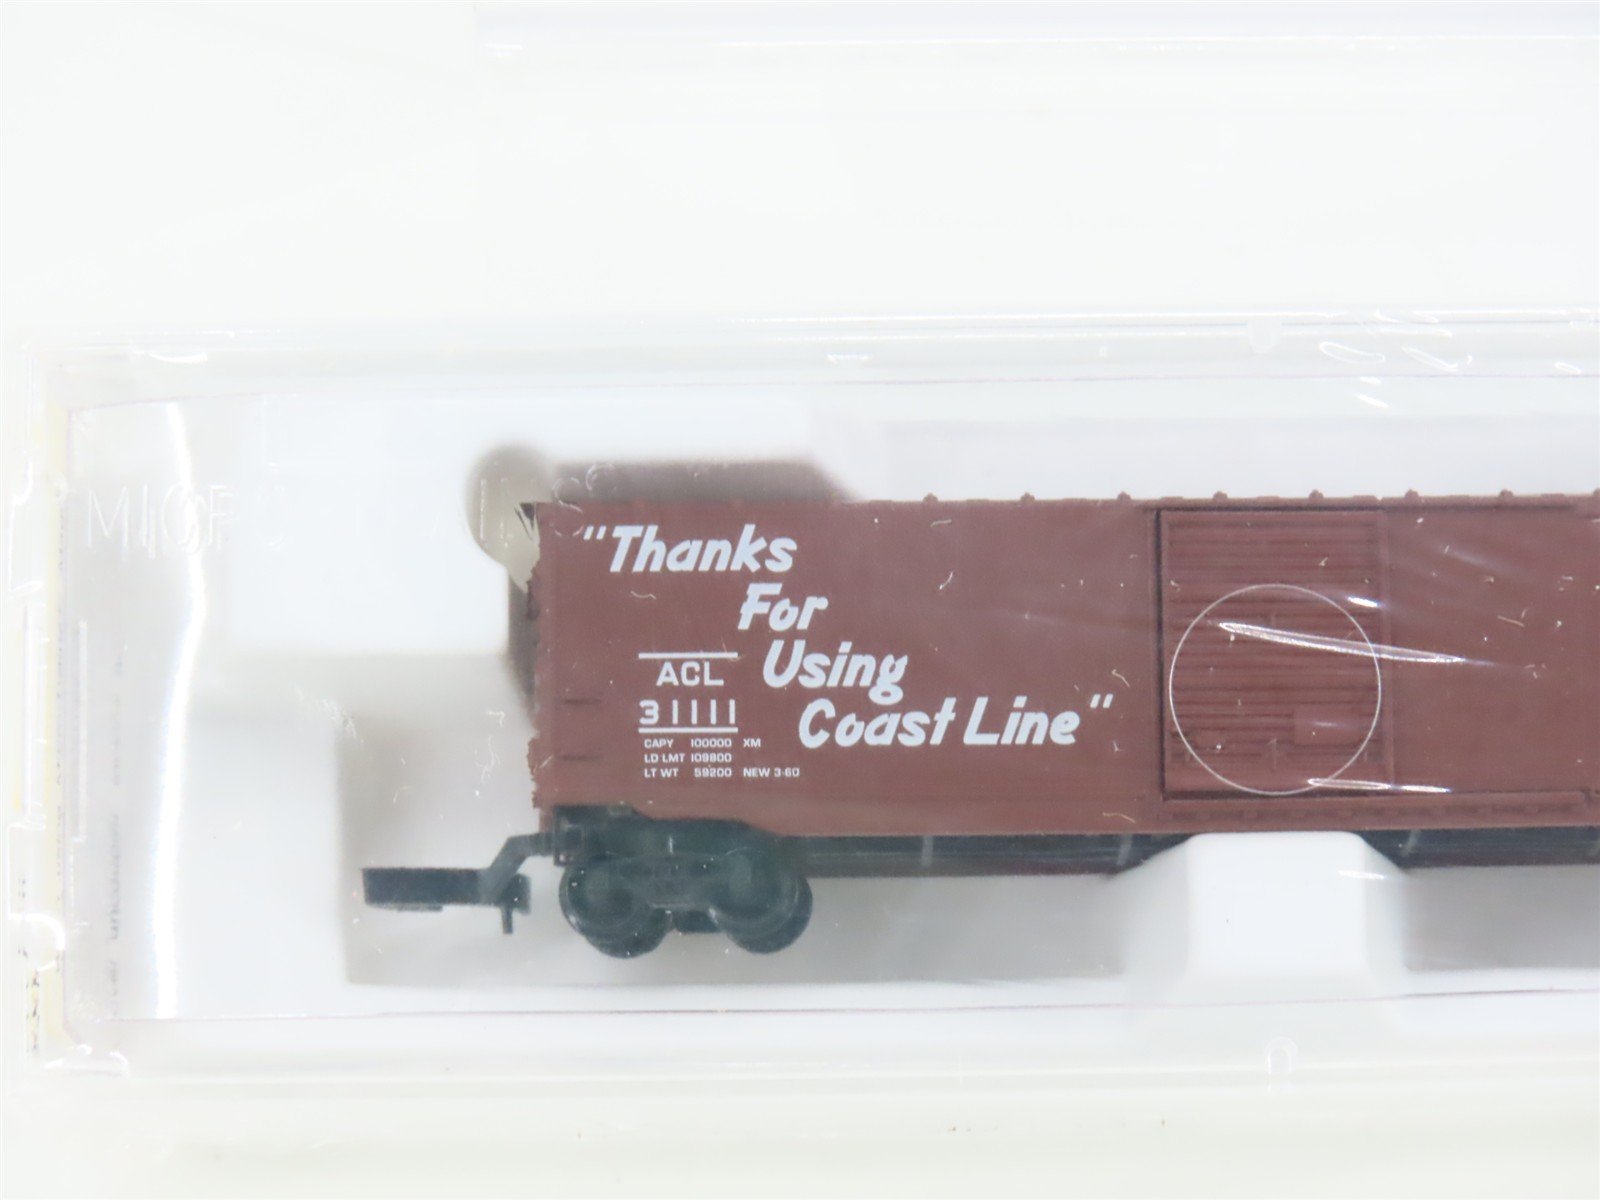 "Thanks
For
Using
Coast Line"
ACL
31111
CAPY 100000 XM
LD LMT 109800
LT WT 59200 NEW 3-60